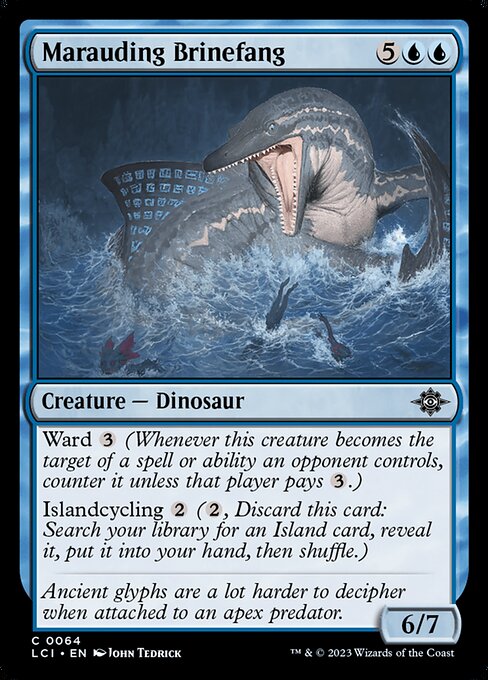 Marauding Brinefang 5
Creature — Dinosaur
Ward 3 (Whenever this creature becomes the
target of a spell or ability an opponent controls,
counter it unless that player pays 3.)
Islandcycling 2 (2, Discard this card:
Search your library for an Island card, reveal
it, put it into your hand, then shuffle.)
Ancient glyphs are a lot harder to decipher
when attached to an apex predator.
6/7
C 0064
LCI • EN JOHN TEDRICK
™ & © 2023 Wizards of the Coast